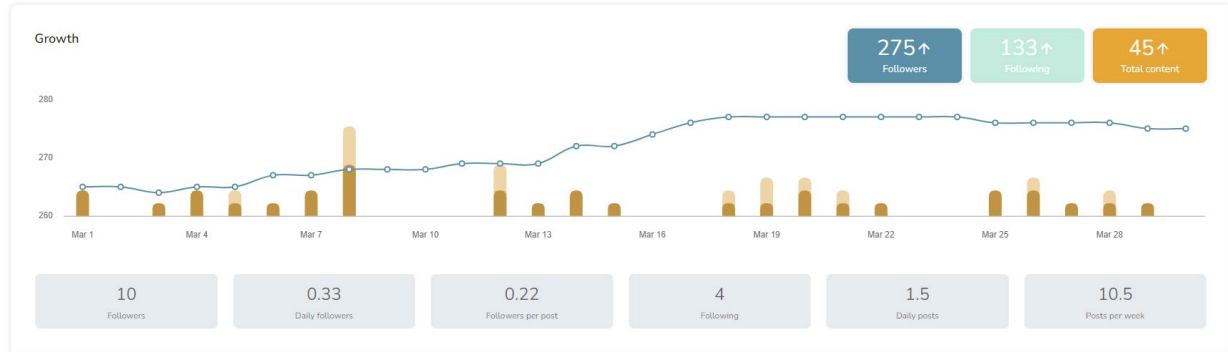 Growth
275↑
Followers
133↑
Following
45↑
Total content
280
270
260
Mar 1 Mar 4 Mar 7 Mar 10 Mar 13 Mar 16 Mar 19 Mar 22 Mar 25 Mar 28
10
Followers
0.33
Daily followers
0.22
Followers per post
4
Following
1.5
Daily posts
10.5
Posts per week